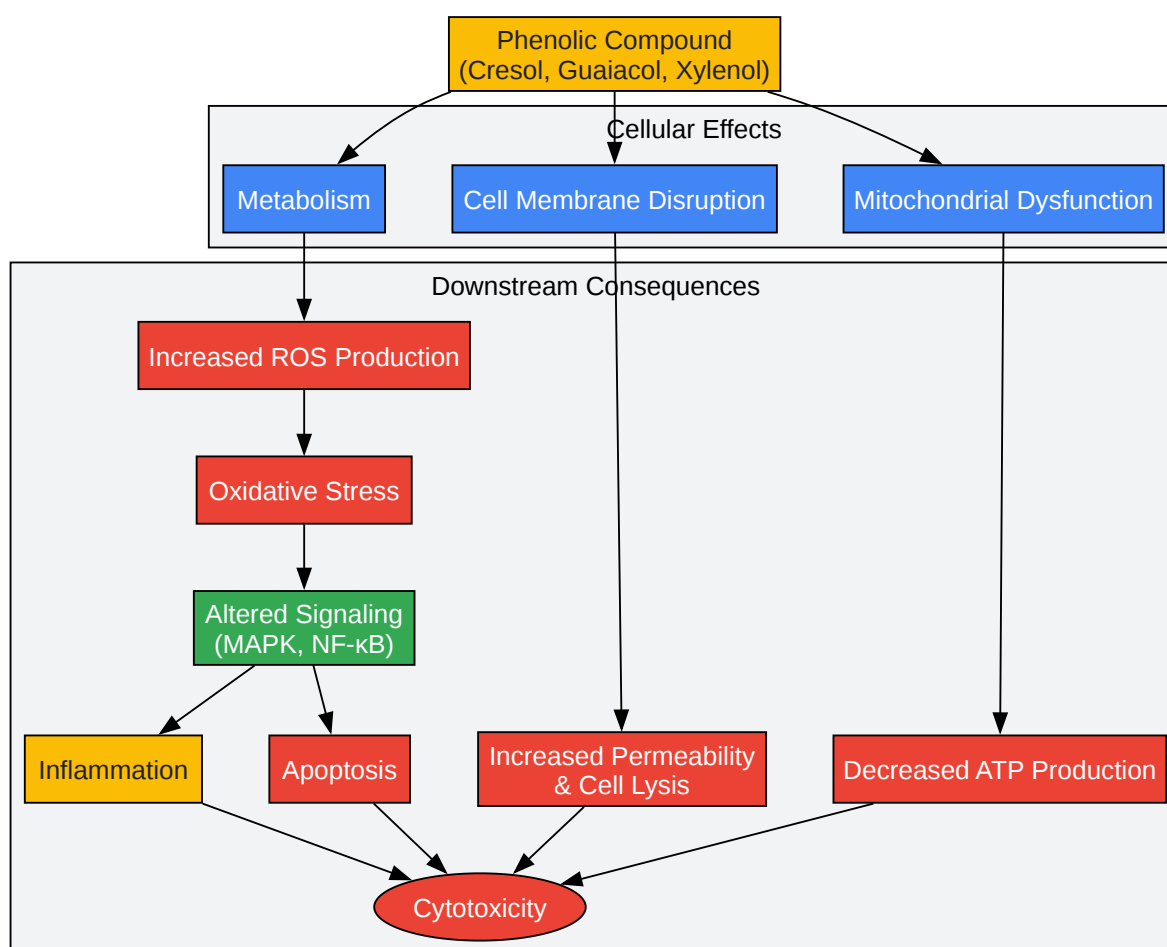 Phenolic Compound
(Cresol, Guaiacol, Xylenol)
Cellular Effects
Metabolism
Cell Membrane Disruption
Mitochondrial Dysfunction
Downstream Consequences
Increased ROS Production
Oxidative Stress
Altered Signaling
(MAPK, NF-κB)
Inflammation
Apoptosis
Increased Permeability
& Cell Lysis
Decreased ATP Production
Cytotoxicity